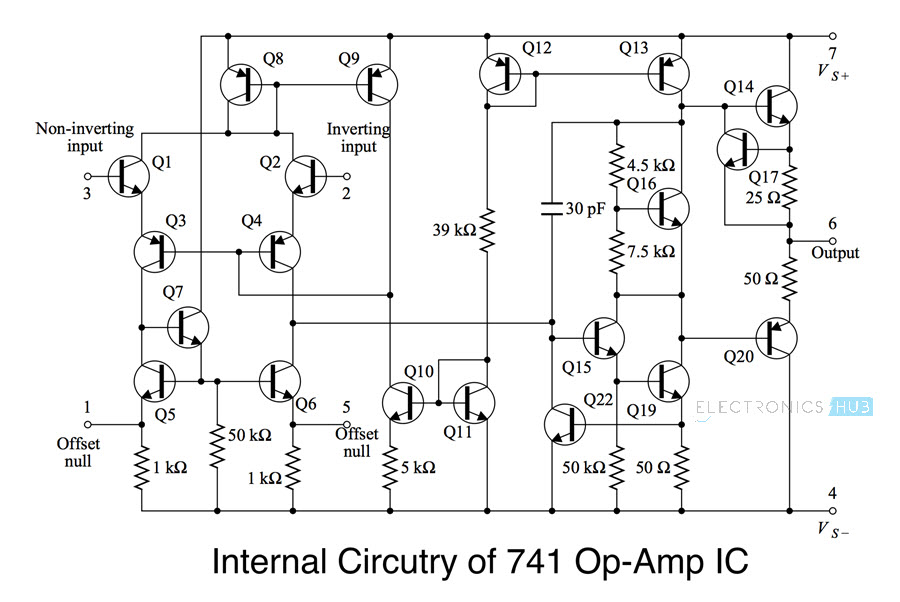 Q8
Q9
Q12
Q13
7
V S+
Q14
Non-inverting
input
Inverting
input
Q1
Q2
3
2
4.5 kΩ
Q16
Q17
25 Ω
30 pF
Q3
Q4
39 kΩ
7.5 kΩ
6
Output
50 Ω
Q7
Q15
Q20
Q10
Q11
Q5
Q6
Q22
Q19
ELECTRONICS HUB
1
5
Offset
null
Offset
null
50 kΩ
1 kΩ
1 kΩ
5 kΩ
50 kΩ
50 Ω
4
V S−
Internal Circutry of 741 Op-Amp IC